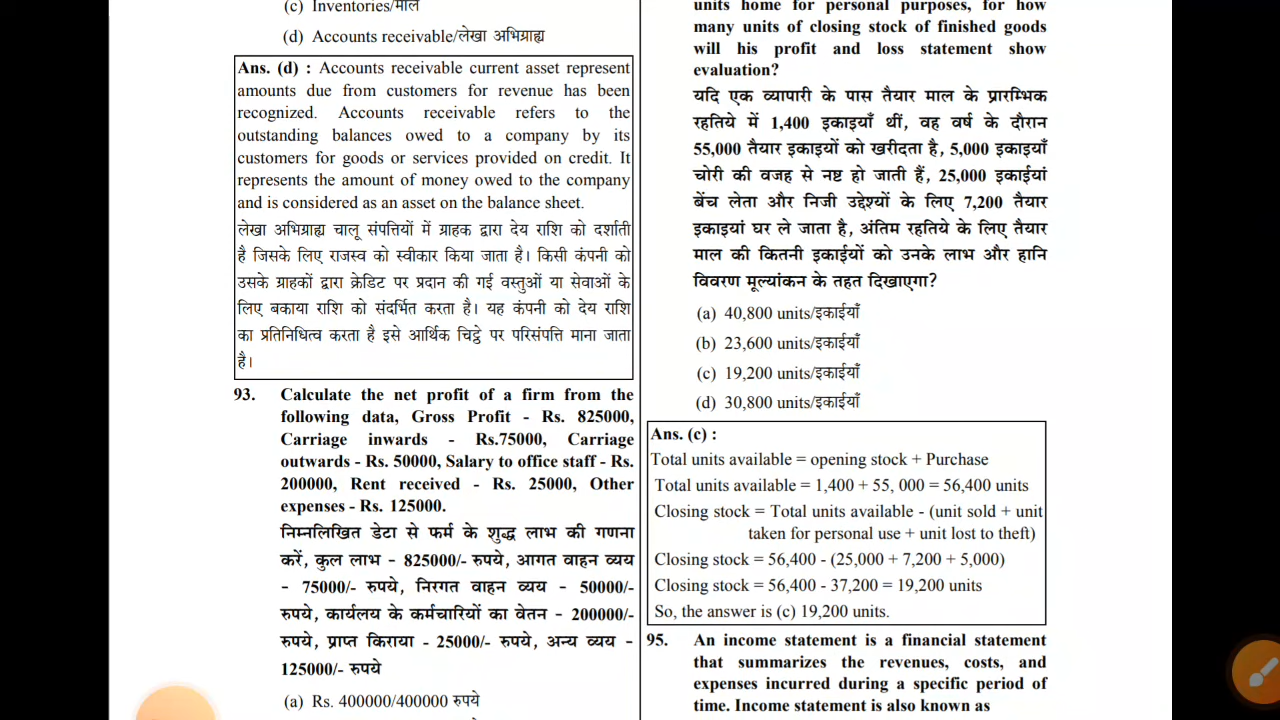 (c) Inventories/माल
(d) Accounts receivable/लेखा अभिग्राह्य
Ans. (d) : Accounts receivable current asset represent
amounts due from customers for revenue has been
recognized. Accounts receivable refers to the
outstanding balances owed to a company by its
customers for goods or services provided on credit. It
represents the amount of money owed to the company
and is considered as an asset on the balance sheet.
लेखा अभिग्राह्य चालू संपत्तियों में ग्राहक द्वारा देय राशि को दर्शाती
है जिसके लिए राजस्व को स्वीकार किया जाता है। किसी कंपनी को
उसके ग्राहकों द्वारा क्रेडिट पर प्रदान की गई वस्तुओं या सेवाओं के
लिए बकाया राशि को संदर्भित करता है। यह कंपनी को देय राशि
का प्रतिनिधित्व करता है इसे आर्थिक चिट्ठे पर परिसंपत्ति माना जाता
है।
93. Calculate the net profit of a firm from the
following data, Gross Profit - Rs. 825000,
Carriage inwards - Rs.75000, Carriage
outwards - Rs. 50000, Salary to office staff - Rs.
200000, Rent received - Rs. 25000, Other
expenses - Rs. 125000.
निम्नलिखित डेटा से फर्म के शुद्ध लाभ की गणना
करें, कुल लाभ - 825000/- रुपये, आगत वाहन व्यय
- 75000/- रुपये, निरगत वाहन व्यय - 50000/-
रुपये, कार्यलय के कर्मचारियों का वेतन - 200000/-
रुपये, प्राप्त किराया - 25000/- रुपये, अन्य व्यय -
125000/- रुपये
(a) Rs. 400000/400000 रुपये
units home for personal purposes, for how
many units of closing stock of finished goods
will his profit and loss statement show
evaluation?
यदि एक व्यापारी के पास तैयार माल के प्रारम्भिक
रहतिये में 1,400 इकाइयाँ थीं, वह वर्ष के दौरान
55,000 तैयार इकाइयों को खरीदता है, 5,000 इकाइयाँ
चोरी की वजह से नष्ट हो जाती हैं, 25,000 इकाइयां
बेंच लेता और निजी उद्देश्यों के लिए 7,200 तैयार
इकाइयां घर ले जाता है, अंतिम रहतिये के लिए तैयार
माल की कितनी इकाईयों को उनके लाभ और हानि
विवरण मूल्यांकन के तहत दिखाएगा?
(a) 40,800 units/इकाईयाँ
(b) 23,600 units/इकाईयाँ
(c) 19,200 units/इकाईयाँ
(d) 30,800 units/इकाईयाँ
Ans. (c) :
Total units available = opening stock + Purchase
Total units available = 1,400 + 55, 000 = 56,400 units
Closing stock = Total units available - (unit sold + unit
taken for personal use + unit lost to theft)
Closing stock = 56,400 - (25,000 + 7,200 + 5,000)
Closing stock = 56,400 - 37,200 = 19,200 units
So, the answer is (c) 19,200 units.
95. An income statement is a financial statement
that summarizes the revenues, costs, and
expenses incurred during a specific period of
time. Income statement is also known as